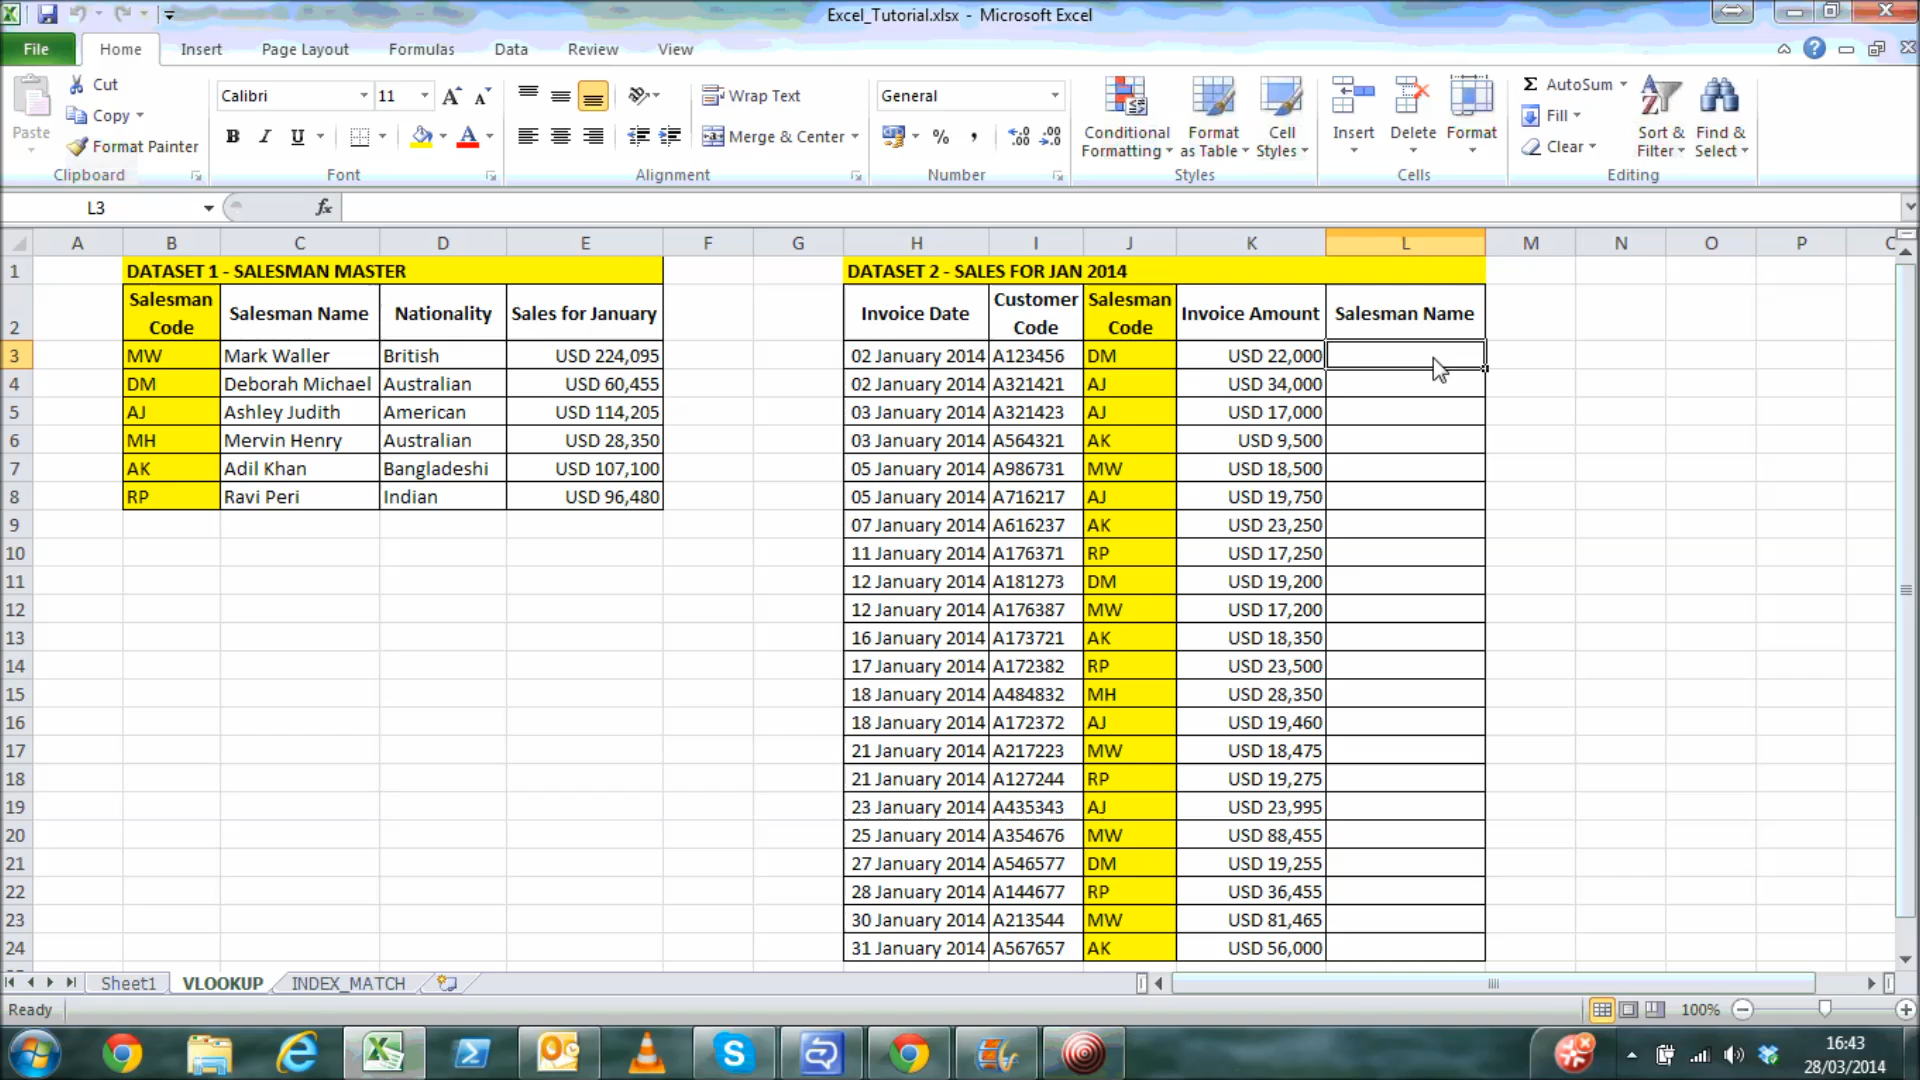 Excel_Tutorial.xlsx - Microsoft Excel
File Home Insert Page Layout Formulas Data Review View
Paste
Cut
Copy
Format Painter
Clipboard
Calibri 11
B I U
Font
Wrap Text
Merge & Center
Alignment
General
% ,
Number
Conditional Formatting
Format as Table
Cell Styles
Styles
Insert Delete Format
Cells
Σ AutoSum
Fill
Clear
Sort & Filter
Find & Select
Editing
L3 fx
A B C D E F G H I J K L M N O P
1 DATASET 1 - SALESMAN MASTER DATASET 2 - SALES FOR JAN 2014
2 Salesman Code Salesman Name Nationality Sales for January Invoice Date Customer Code Salesman Code Invoice Amount Salesman Name
3 MW Mark Waller British USD 224,095 02 January 2014 A123456 DM USD 22,000
4 DM Deborah Michael Australian USD 60,455 02 January 2014 A321421 AJ USD 34,000
5 AJ Ashley Judith American USD 114,205 03 January 2014 A321423 AJ USD 17,000
6 MH Mervin Henry Australian USD 28,350 03 January 2014 A564321 AK USD 9,500
7 AK Adil Khan Bangladeshi USD 107,100 05 January 2014 A986731 MW USD 18,500
8 RP Ravi Peri Indian USD 96,480 05 January 2014 A716217 AJ USD 19,750
9 07 January 2014 A616237 AK USD 23,250
10 11 January 2014 A176371 RP USD 17,250
11 12 January 2014 A181273 DM USD 19,200
12 12 January 2014 A176387 MW USD 17,200
13 16 January 2014 A173721 AK USD 18,350
14 17 January 2014 A172382 RP USD 23,500
15 18 January 2014 A484832 MH USD 28,350
16 18 January 2014 A172372 AJ USD 19,460
17 21 January 2014 A217223 MW USD 18,475
18 21 January 2014 A127244 RP USD 19,275
19 23 January 2014 A435343 AJ USD 23,995
20 25 January 2014 A354676 MW USD 88,455
21 27 January 2014 A546577 DM USD 19,255
22 28 January 2014 A144677 RP USD 36,455
23 30 January 2014 A213544 MW USD 81,465
24 31 January 2014 A567657 AK USD 56,000
Sheet1 VLOOKUP INDEX_MATCH
Ready 100%
16:43
28/03/2014